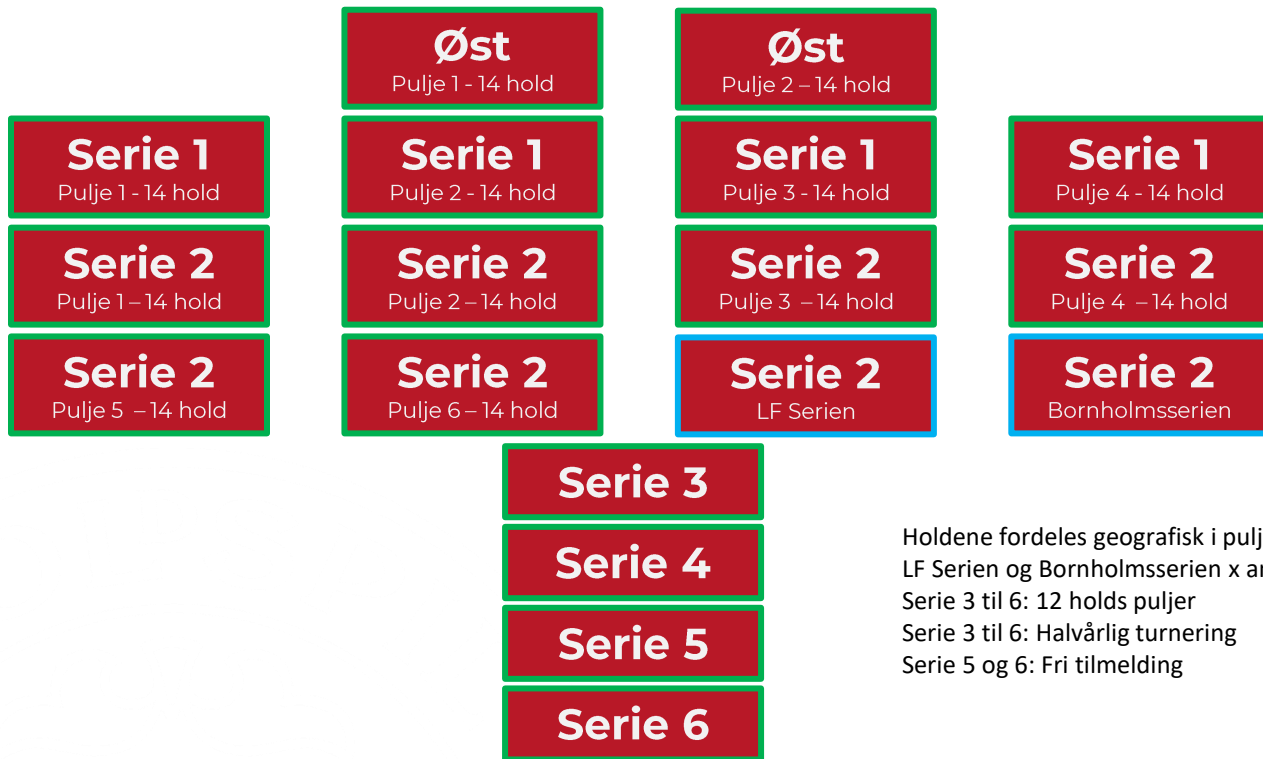 Øst
Pulje 1 - 14 hold
Øst
Pulje 2 – 14 hold
Serie 1
Pulje 1 - 14 hold
Serie 1
Pulje 2 - 14 hold
Serie 1
Pulje 3 - 14 hold
Serie 1
Pulje 4 - 14 hold
Serie 2
Pulje 1 – 14 hold
Serie 2
Pulje 2 – 14 hold
Serie 2
Pulje 3 – 14 hold
Serie 2
Pulje 4 – 14 hold
Serie 2
Pulje 5 – 14 hold
Serie 2
Pulje 6 – 14 hold
Serie 2
LF Serien
Serie 2
Bornholmsserien
Serie 3
Serie 4
Serie 5
Serie 6
Holdene fordeles geografisk i
LF Serien og Bornholmsserien x
Serie 3 til 6: 12 holds puljer
Serie 3 til 6: Halvårlig turnering
Serie 5 og 6: Fri tilmelding